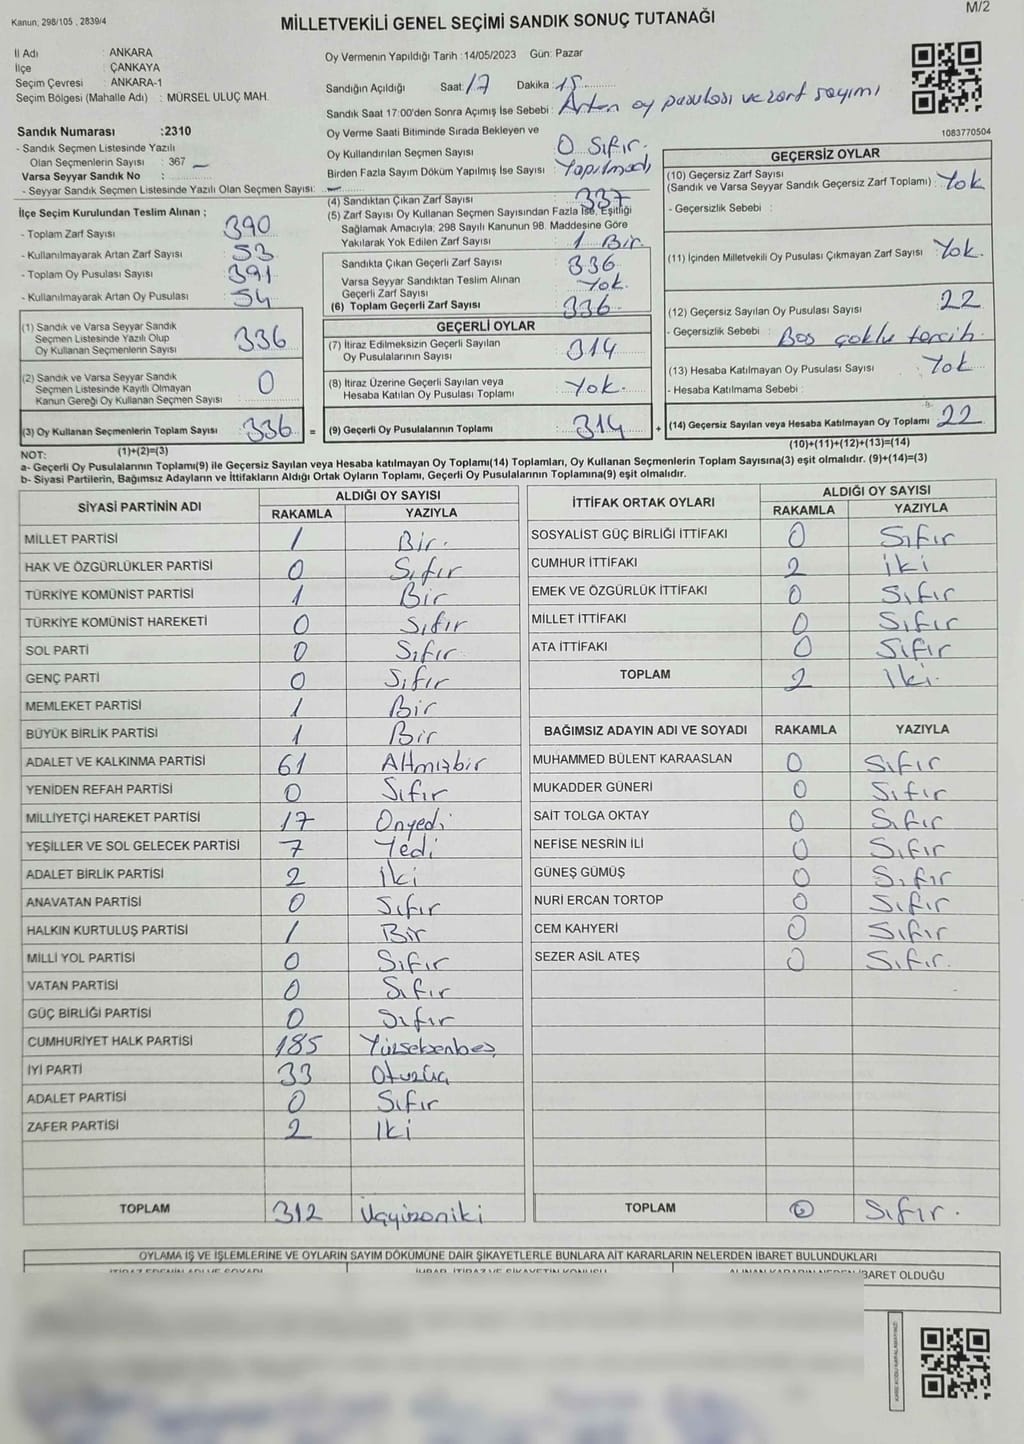 Kanun; 298/105 , 2839/4
M/2
MİLLETVEKİLİ GENEL SEÇİMİ SANDIK SONUÇ TUTANAĞI
İl Adı : ANKARA
İlçe : ÇANKAYA
Seçim Çevresi : ANKARA-1
Seçim Bölgesi (Mahalle Adı) : MÜRSEL ULUÇ MAH.
Sandık Numarası :2310
- Sandık Seçmen Listesinde Yazılı
Olan Seçmenlerin Sayısı : 367
Varsa Seyyar Sandık No :
- Seyyar Sandık Seçmen Listesinde Yazılı Olan Seçmen Sayısı: -
İlçe Seçim Kurulundan Teslim Alınan ;
- Toplam Zarf Sayısı : 390
- Kullanılmayarak Artan Zarf Sayısı : 53
- Toplam Oy Pusulası Sayısı : 391
- Kullanılmayarak Artan Oy Pusulası : 54
(1) Sandık ve Varsa Seyyar Sandık
Seçmen Listesinde Yazılı Olup
Oy Kullanan Seçmenlerin Sayısı : 336
(2) Sandık ve Varsa Seyyar Sandık
Seçmen Listesinde Kayıtlı Olmayan
Kanun Gereği Oy Kullanan Seçmen Sayısı : 0
(3) Oy Kullanan Seçmenlerin Toplam Sayısı : 336 =
(1)+(2)=(3)
Oy Vermenin Yapıldığı Tarih :14/05/2023 Gün: Pazar
Sandığın Açıldığı Saat: 17 Dakika : 15
Sandık Saat 17:00'den Sonra Açımış İse Sebebi : Artan oy pusulası ve zarf sayımı
Oy Verme Saati Bitiminde Sırada Bekleyen ve
Oy Kullandırılan Seçmen Sayısı : 0 Sıfır.
Birden Fazla Sayım Döküm Yapılmış İse Sayısı : Yapılmadı
(4) Sandıktan Çıkan Zarf Sayısı : 337
(5) Zarf Sayısı Oy Kullanan Seçmen Sayısından Fazla İse, Eşitliği
Sağlamak Amacıyla; 298 Sayılı Kanunun 98. Maddesine Göre
Yakılarak Yok Edilen Zarf Sayısı : 1 Bir
Sandıkta Çıkan Geçerli Zarf Sayısı : 336
Varsa Seyyar Sandıktan Teslim Alınan
Geçerli Zarf Sayısı : Yok.
(6) Toplam Geçerli Zarf Sayısı : 336
GEÇERLİ OYLAR
(7) İtiraz Edilmeksizin Geçerli Sayılan
Oy Pusulalarının Sayısı : 314
(8) İtiraz Üzerine Geçerli Sayılan veya
Hesaba Katılan Oy Pusulası Toplamı : Yok.
(9) Geçerli Oy Pusulalarının Toplamı : 314 +
1083770504
GEÇERSİZ OYLAR
(10) Geçersiz Zarf Sayısı
(Sandık ve Varsa Seyyar Sandık Geçersiz Zarf Toplamı) : Yok
- Geçersizlik Sebebi :
(11) İçinden Milletvekili Oy Pusulası Çıkmayan Zarf Sayısı : Yok.
(12) Geçersiz Sayılan Oy Pusulası Sayısı : 22
- Geçersizlik Sebebi : Boş çoklu tercih.
(13) Hesaba Katılmayan Oy Pusulası Sayısı : Yok
- Hesaba Katılmama Sebebi :
(14) Geçersiz Sayılan veya Hesaba Katılmayan Oy Toplamı : 22
(10)+(11)+(12)+(13)=(14)
NOT:
a- Geçerli Oy Pusulalarının Toplamı(9) ile Geçersiz Sayılan veya Hesaba katılmayan Oy Toplamı(14) Toplamları, Oy Kullanan Seçmenlerin Toplam Sayısına(3) eşit olmalıdır. (9)+(14)=(3)
b- Siyasi Partilerin, Bağımsız Adayların ve İttifakların Aldığı Ortak Oyların Toplamı, Geçerli Oy Pusulalarının Toplamına(9) eşit olmalıdır.
SİYASİ PARTİNİN ADI
ALDIĞI OY SAYISI
RAKAMLA YAZIYLA
MİLLET PARTİSİ 1 Bir.
HAK VE ÖZGÜRLÜKLER PARTİSİ 0 Sıfır
TÜRKİYE KOMÜNİST PARTİSİ 1 Bir
TÜRKİYE KOMÜNİST HAREKETİ 0 Sıfır
SOL PARTİ 0 Sıfır
GENÇ PARTİ 0 Sıfır
MEMLEKET PARTİSİ 1 Bir
BÜYÜK BİRLİK PARTİSİ 1 Bir
ADALET VE KALKINMA PARTİSİ 61 Altmışbir
YENİDEN REFAH PARTİSİ 0 Sıfır
MİLLİYETÇİ HAREKET PARTİSİ 17 Onyedi
YEŞİLLER VE SOL GELECEK PARTİSİ 7 Yedi
ADALET BİRLİK PARTİSİ 2 İki
ANAVATAN PARTİSİ 0 Sıfır
HALKIN KURTULUŞ PARTİSİ 1 Bir
MİLLİ YOL PARTİSİ 0 Sıfır
VATAN PARTİSİ 0 Sıfır
GÜÇ BİRLİĞİ PARTİSİ 0 Sıfır
CUMHURİYET HALK PARTİSİ 185 Yüzseksenbeş
İYİ PARTİ 33 Otuzüç
ADALET PARTİSİ 0 Sıfır
ZAFER PARTİSİ 2 İki
TOPLAM 312 Üçyüzoniki
İTTİFAK ORTAK OYLARI
ALDIĞI OY SAYISI
RAKAMLA YAZIYLA
SOSYALİST GÜÇ BİRLİĞİ İTTİFAKI 0 Sıfır
CUMHUR İTTİFAKI 2 İki
EMEK VE ÖZGÜRLÜK İTTİFAKI 0 Sıfır
MİLLET İTTİFAKI 0 Sıfır
ATA İTTİFAKI 0 Sıfır
TOPLAM 2 İki.
BAĞIMSIZ ADAYIN ADI VE SOYADI RAKAMLA YAZIYLA
MUHAMMED BÜLENT KARAASLAN 0 Sıfır
MUKADDER GÜNERİ 0 Sıfır
SAİT TOLGA OKTAY 0 Sıfır
NEFİSE NESRİN İLİ 0 Sıfır
GÜNEŞ GÜMÜŞ 0 Sıfır
NURİ ERCAN TORTOP 0 Sıfır
CEM KAHYERİ 0 Sıfır
SEZER ASİL ATEŞ 0 Sıfır.
TOPLAM 0 Sıfır.
OYLAMA İŞ VE İŞLEMLERİNE VE OYLARIN SAYIM DÖKÜMÜNE DAİR ŞİKAYETLERLE BUNLARA AİT KARARLARIN NELERDEN İBARET BULUNDUKLARI
İBARET OLDUĞU